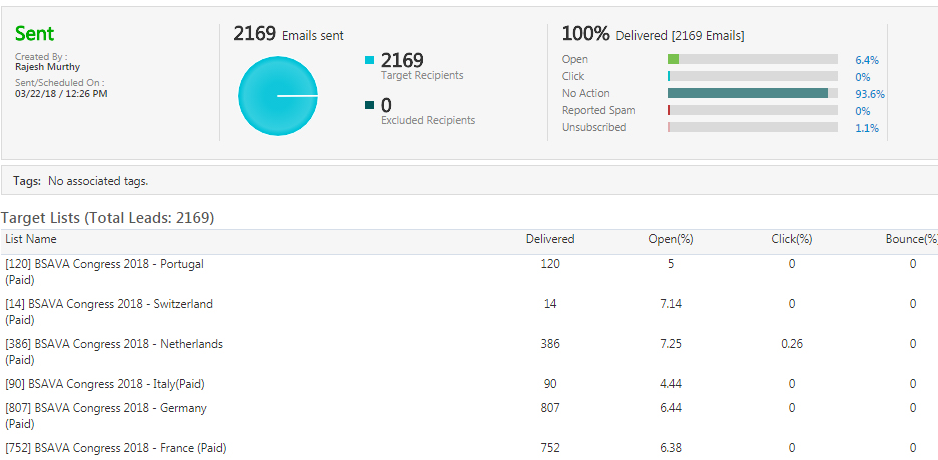 Sent
Created By :
Rajesh Murthy
Sent/Scheduled On :
03/22/18 / 12:26 PM
2169 Emails sent
2169
Target Recipients
0
Excluded Recipients
100% Delivered [2169 Emails]
Open 6.4%
Click 0%
No Action 93.6%
Reported Spam 0%
Unsubscribed 1.1%
Tags: No associated tags.
Target Lists (Total Leads: 2169)
List Name Delivered Open(%) Click(%) Bounce(%)
[120] BSAVA Congress 2018 - Portugal 120 5 0 0
(Paid)
[14] BSAVA Congress 2018 - Switzerland 14 7.14 0 0
(Paid)
[386] BSAVA Congress 2018 - Netherlands 386 7.25 0.26 0
(Paid)
[90] BSAVA Congress 2018 - Italy(Paid) 90 4.44 0 0
[807] BSAVA Congress 2018 - Germany 807 6.44 0 0
(Paid)
[752] BSAVA Congress 2018 - France (Paid) 752 6.38 0 0